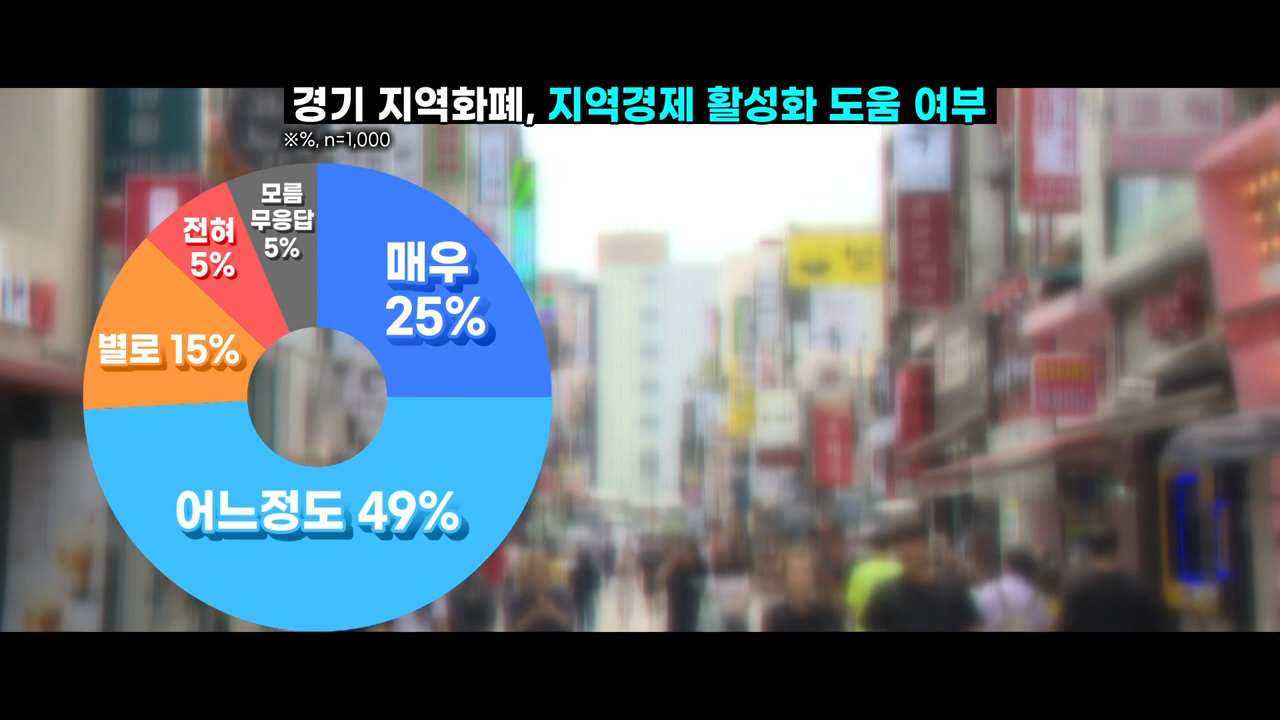 경기 지역화폐, 지역경제 활성화 도움 여부
※%, n=1,000
모름
무응답
5%
전혀
5%
매우
25%
별로 15%
어느정도 49%